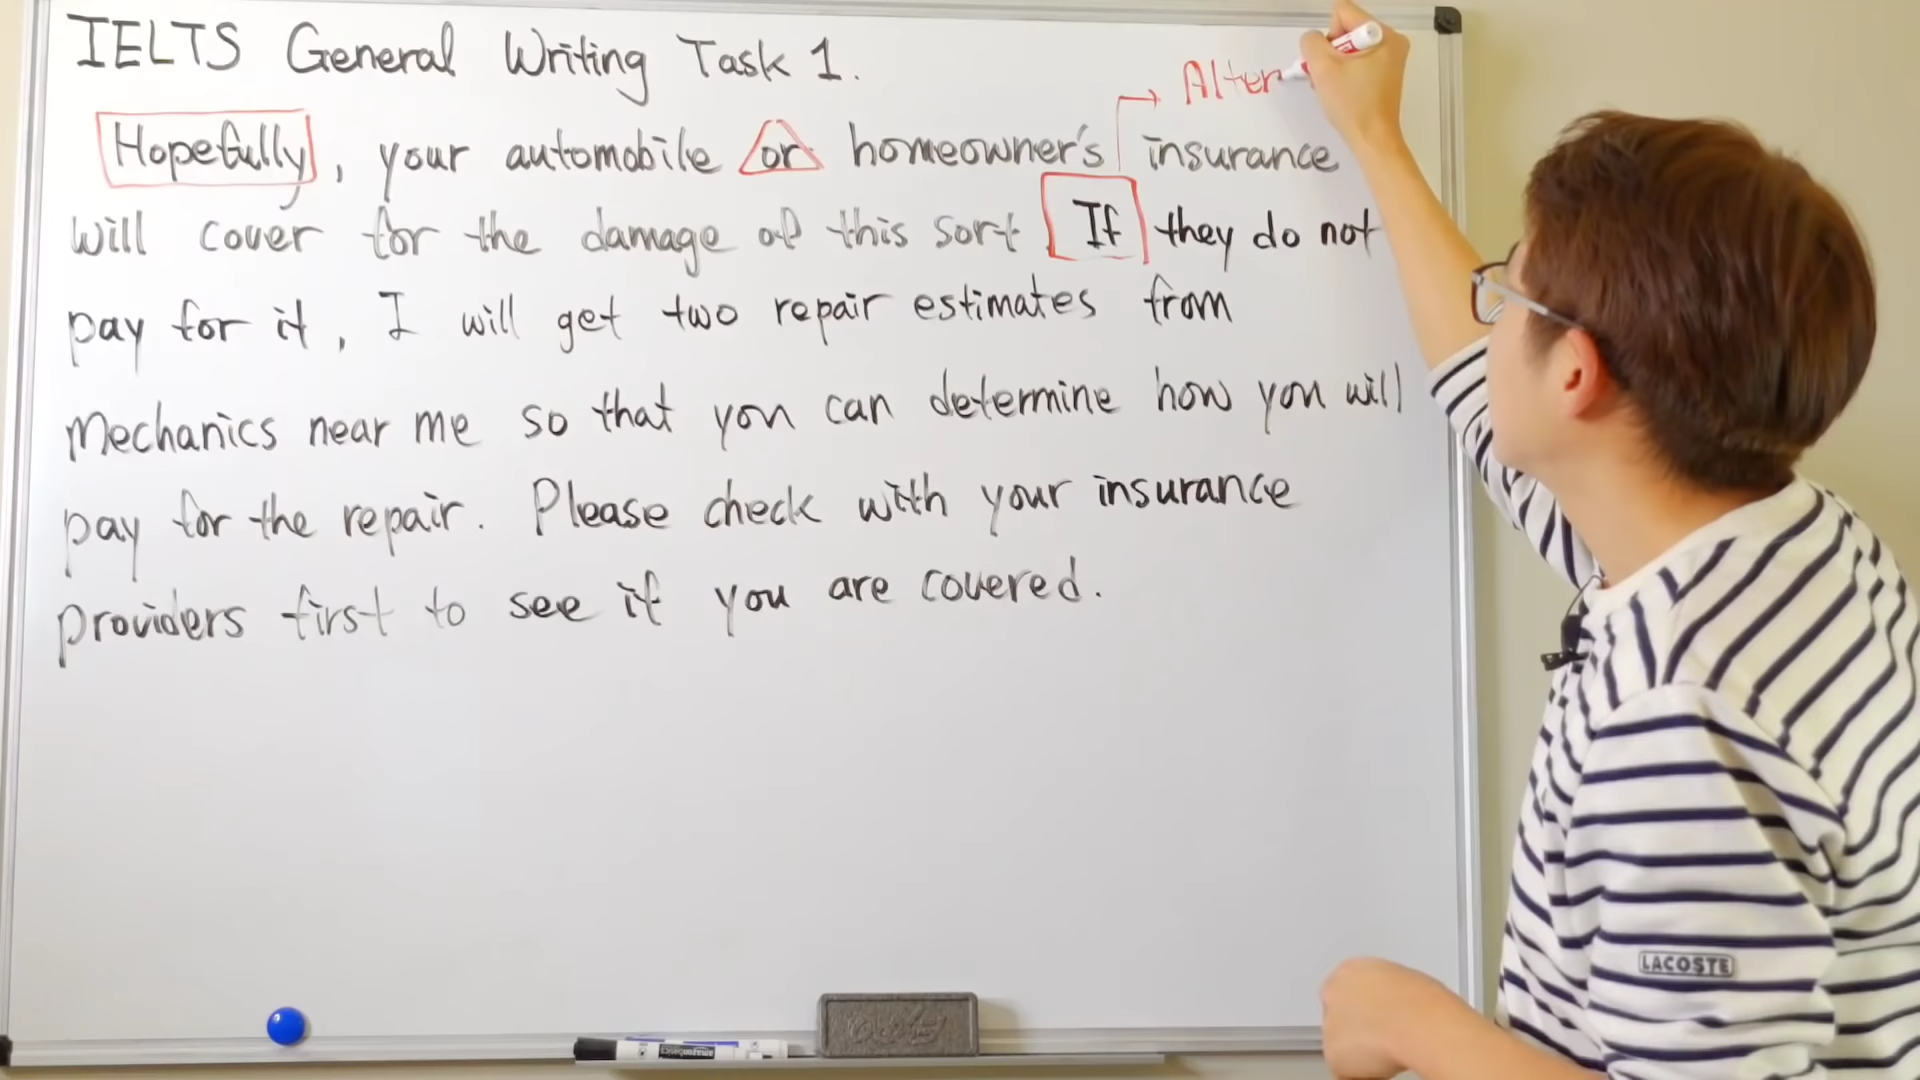 IELTS General Writing Task 1.
Alter
Hopefully, your automobile or homeowner's insurance
will cover for the damage of this sort. If they do not
pay for it, I will get two repair estimates from
mechanics near me so that you can determine how you will
pay for the repair. Please check with your insurance
providers first to see if you are covered.
LACOSTE
amazonbasics